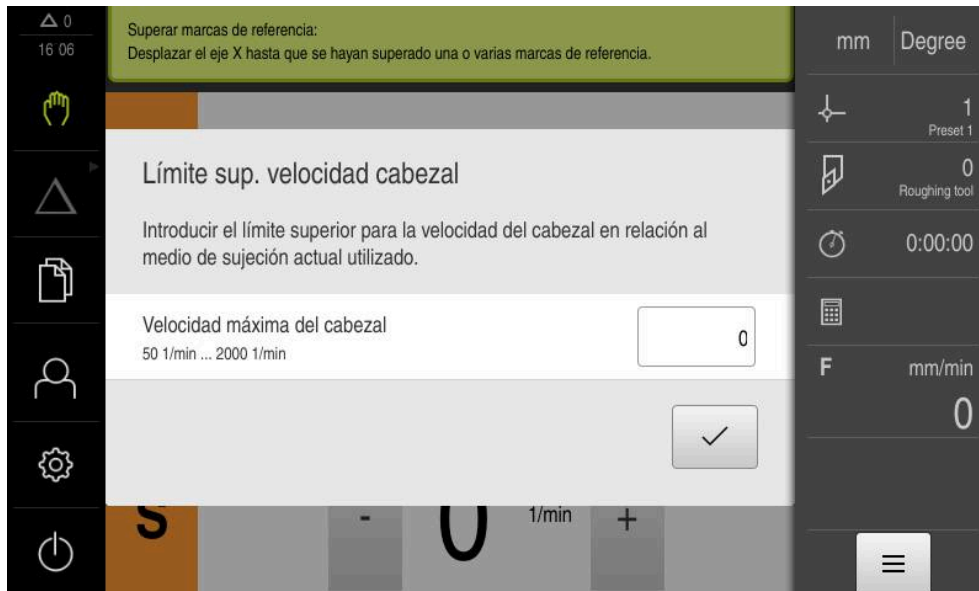 0
16 06
Superar marcas de referencia:
Desplazar el eje X hasta que se hayan superado una o varias marcas de referencia.
mm Degree
1
Preset 1
0
Roughing tool
0:00:00
F mm/min
0
Límite sup. velocidad cabezal
Introducir el límite superior para la velocidad del cabezal en relación al
medio de sujeción actual utilizado.
Velocidad máxima del cabezal
50 1/min ... 2000 1/min
0
S - 0 1/min +